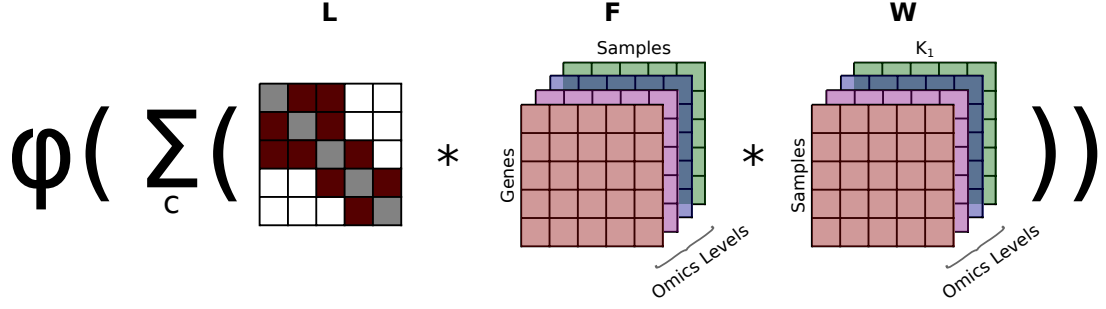 L F W
Samples K₁
φ( Σ( * * ))
C
Genes
Samples
Omics Levels
Omics Levels